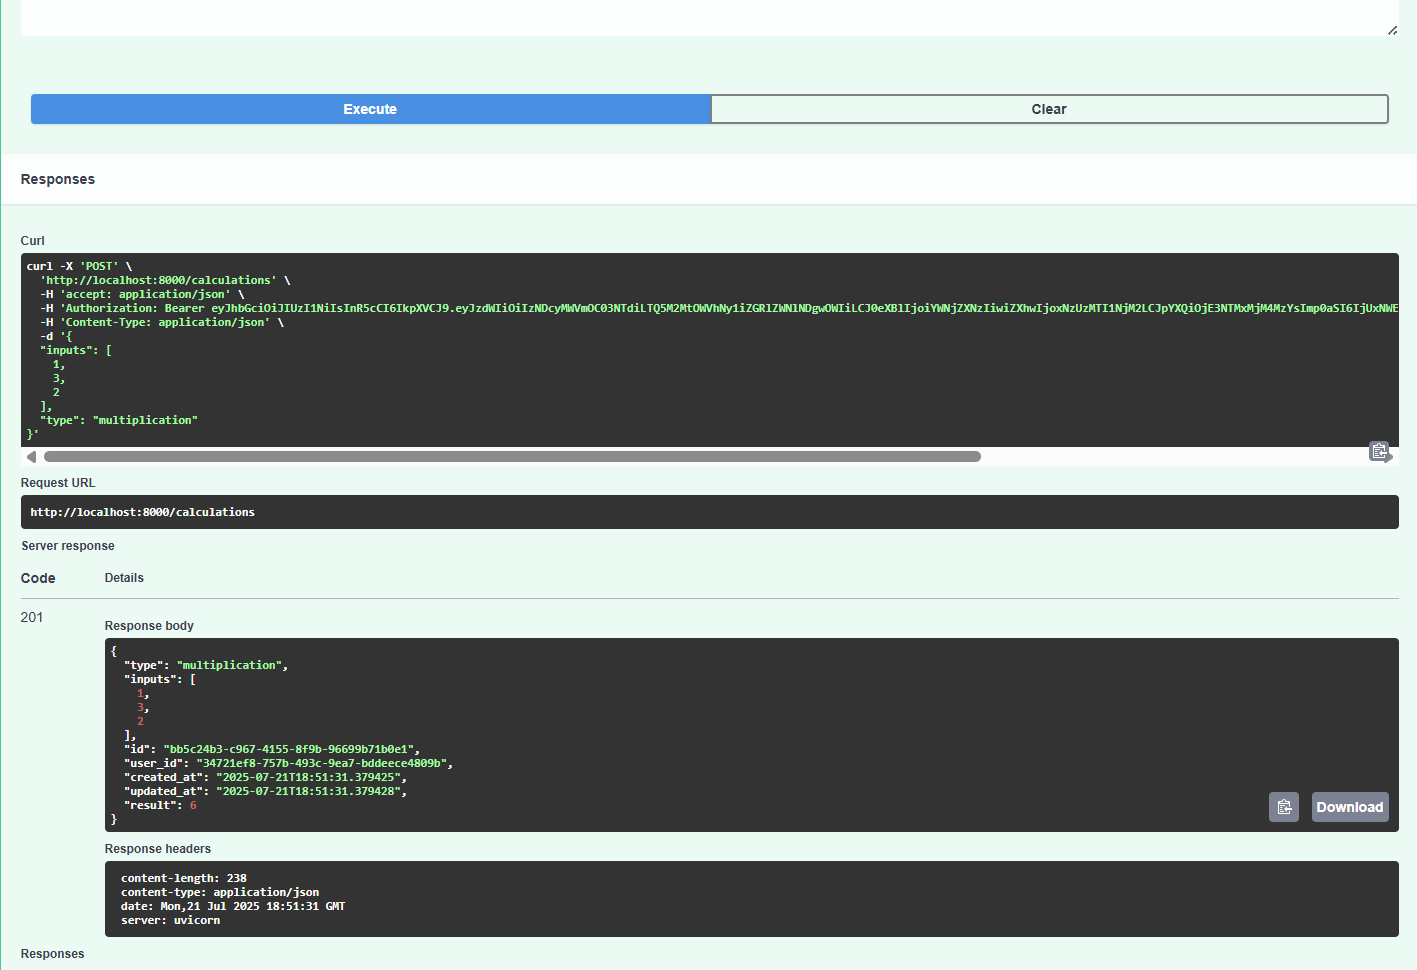 Execute
Clear
Responses
Curl
curl -X 'POST' \
'http://localhost:8000/calculations' \
-H 'accept: application/json' \
-H 'Authorization: Bearer eyJhbGciOiJIUzI1NiIsInR5cCI6IkpXVCJ9.eyJzdWIiOiIzNDcyMWVmOC03NTdiLTQ5M2MtOWVhNy1iZGRlZWNlNDgwOWIiLCJ0eXBlIjoiYWNjZXNzIiwiZXhwIjoxNzUzMTI1NjM2LCJpYXQiOjE3NTMxMjM4MzYsImp0aSI6IjUxNWE
-H 'Content-Type: application/json' \
-d '{
"inputs": [
1,
3,
2
],
"type": "multiplication"
}'
Request URL
http://localhost:8000/calculations
Server response
Code Details
201
Response body
{
"type": "multiplication",
"inputs": [
1,
3,
2
],
"id": "bb5c24b3-c967-4155-8f9b-96699b71b0e1",
"user_id": "34721ef8-757b-493c-9ea7-bddeece4809b",
"created_at": "2025-07-21T18:51:31.379425",
"updated_at": "2025-07-21T18:51:31.379428",
"result": 6
}
Download
Response headers
content-length: 238
content-type: application/json
date: Mon,21 Jul 2025 18:51:31 GMT
server: uvicorn
Responses